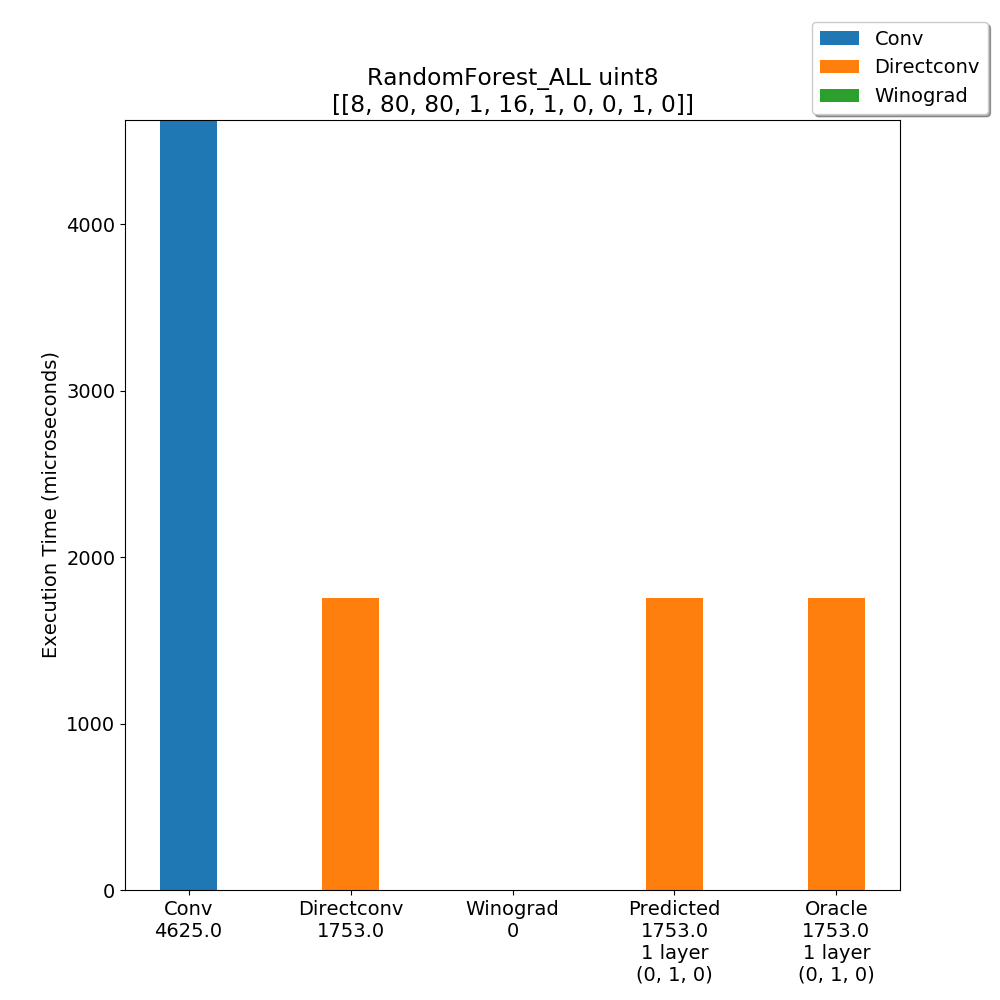 Conv
Directconv
Winograd
RandomForest_ALL uint8
[[8, 80, 80, 1, 16, 1, 0, 0, 1, 0]]
Execution Time (microseconds)
4000
3000
2000
1000
0
Conv
4625.0
Directconv
1753.0
Winograd
0
Predicted
1753.0
1 layer
(0, 1, 0)
Oracle
1753.0
1 layer
(0, 1, 0)